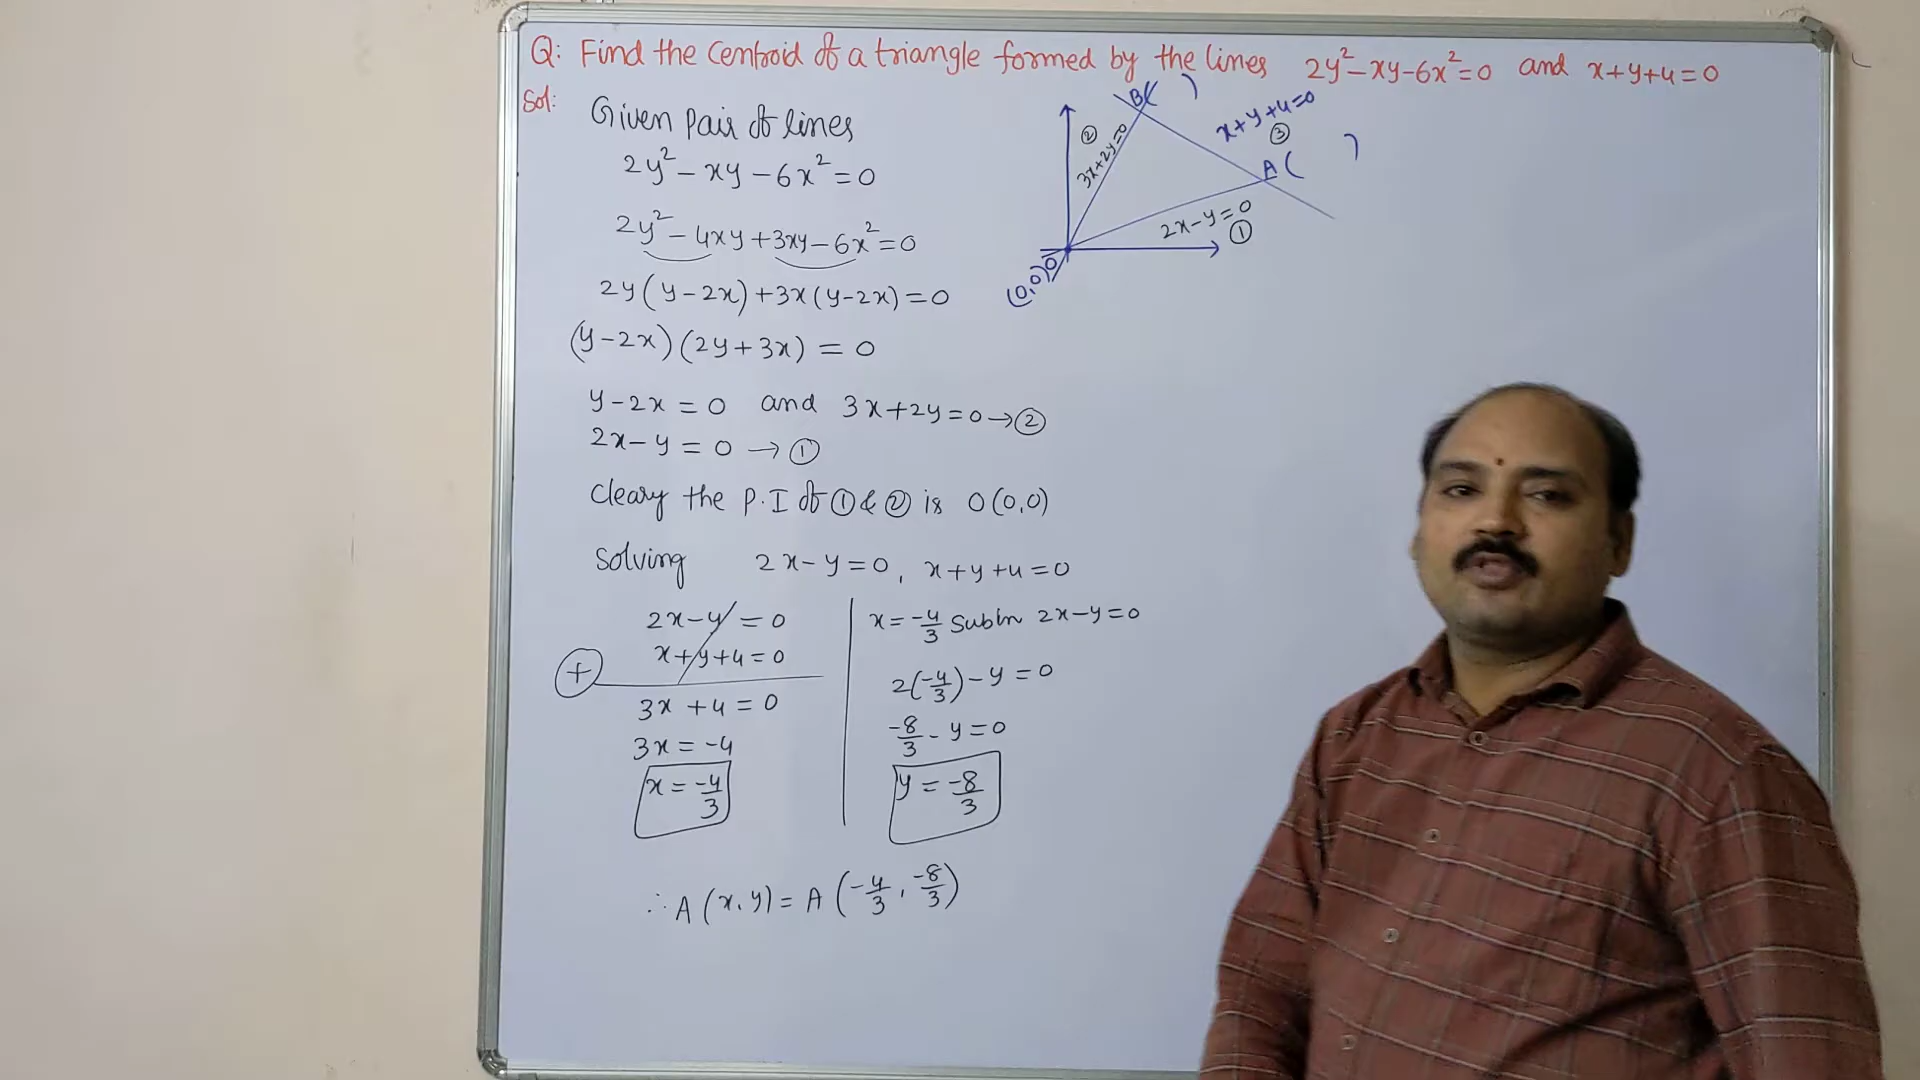 Q: Find the Centroid of a triangle formed by the lines 2y²-xy-6x²=0 and x+y+4=0
Sol:
Given pair of lines
2y²-xy-6x²=0
2y²-4xy+3xy-6x²=0
2y(y-2x)+3x(y-2x)=0
(y-2x)(2y+3x)=0
y-2x=0 and 3x+2y=0→②
2x-y=0→①
Cleary the P.I of ①&② is O(0,0)
Solving 2x-y=0, x+y+4=0
2x-y=0
x+y+4=0
+
3x+4=0
3x=-4
x=-4/3
x=-4/3 Sub in 2x-y=0
2(-4/3)-y=0
-8/3-y=0
y=-8/3
∴A(x,y)=A(-4/3,-8/3)
B( )
②
3x+2y=0
x+y+4=0
③
A( )
2x-y=0
①
O
(0,0)